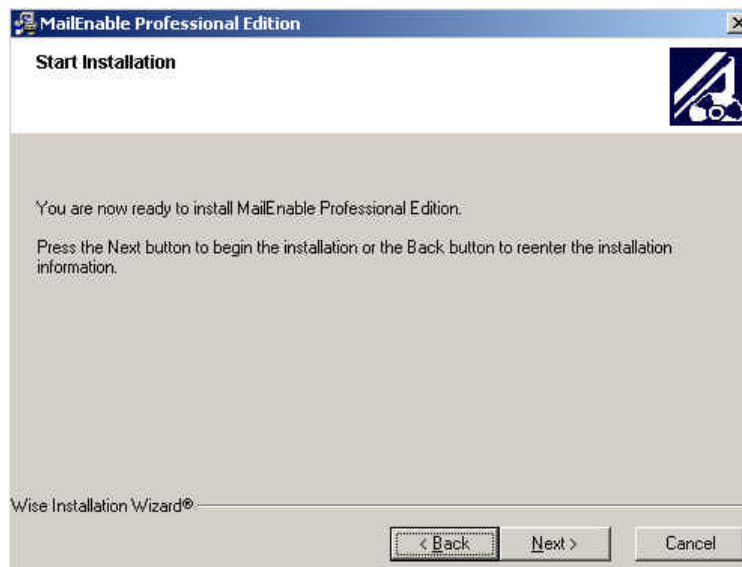 MailEnable Professional Edition
Start Installation
You are now ready to install MailEnable Professional Edition.
Press the Next button to begin the installation or the Back button to reenter the installation
information.
Wise Installation Wizard®
< Back
Next >
Cancel